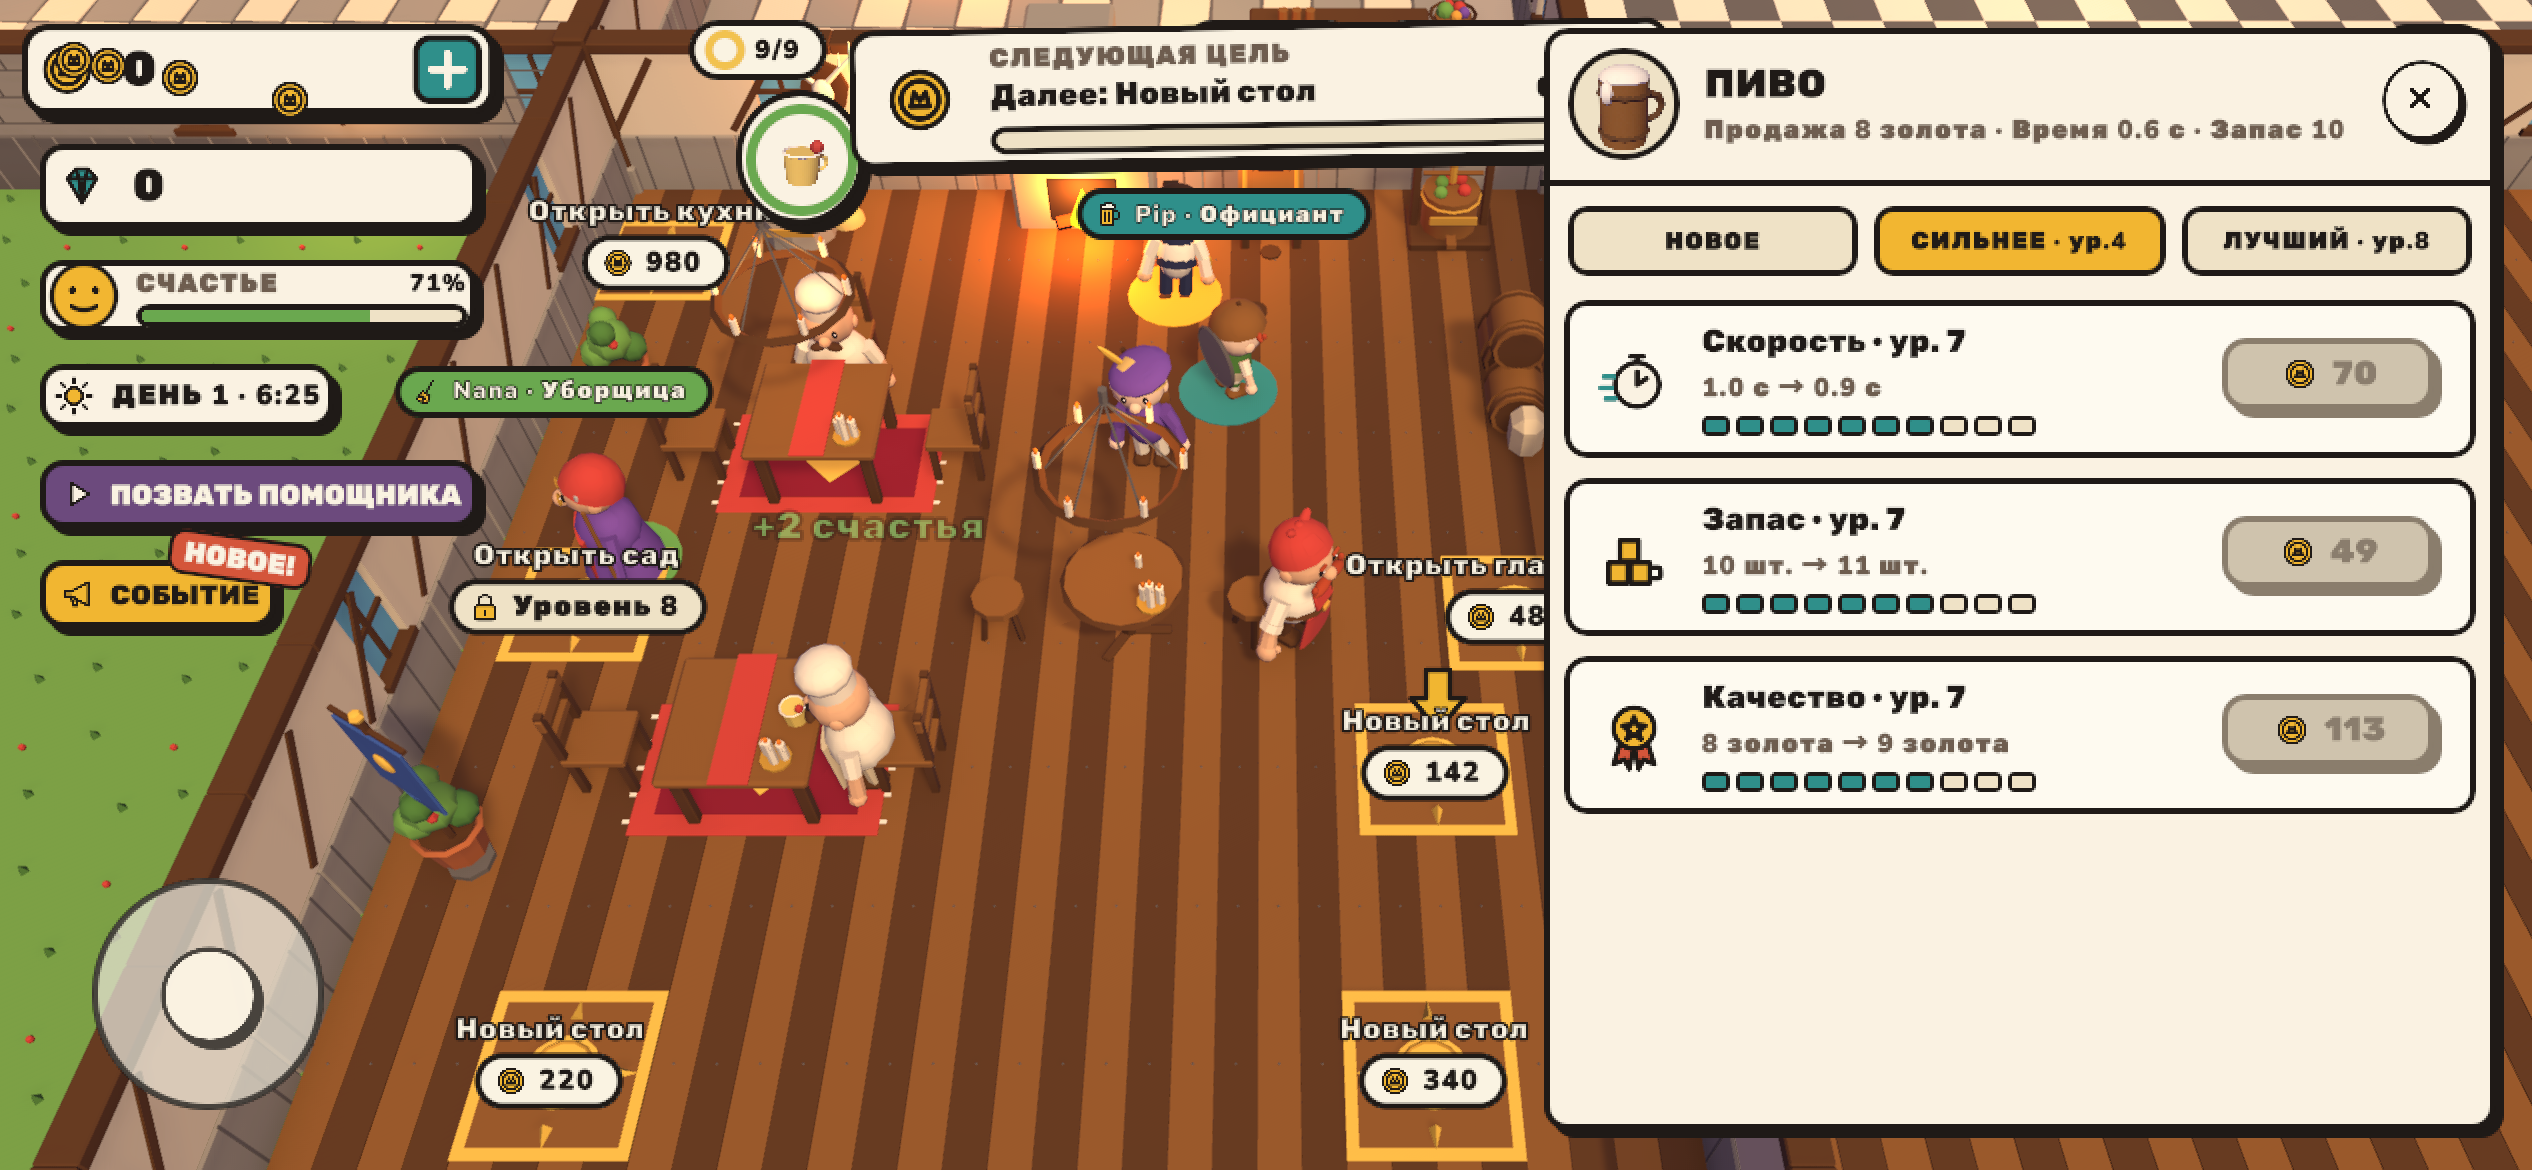 0
9/9
СЛЕДУЮЩАЯ ЦЕЛЬ
Далее: Новый стол
0
СЧАСТЬЕ 71%
ДЕНЬ 1 · 6:25
ПОЗВАТЬ ПОМОЩНИКА
НОВОЕ!
СОБЫТИЕ
Открыть
980
Pip · Официант
Nana · Уборщица
+2 счастья
Открыть сад
Уровень 8
Открыть
48
Новый стол
142
Новый стол
220
Новый стол
340
ПИВО
Продажа 8 золота · Время 0.6 с · Запас 10
×
НОВОЕ
СИЛЬНЕЕ · ур.4
ЛУЧШИЙ · ур.8
Скорость · ур. 7
1.0 с → 0.9 с
70
Запас · ур. 7
10 шт. → 11 шт.
49
Качество · ур. 7
8 золота → 9 золота
113